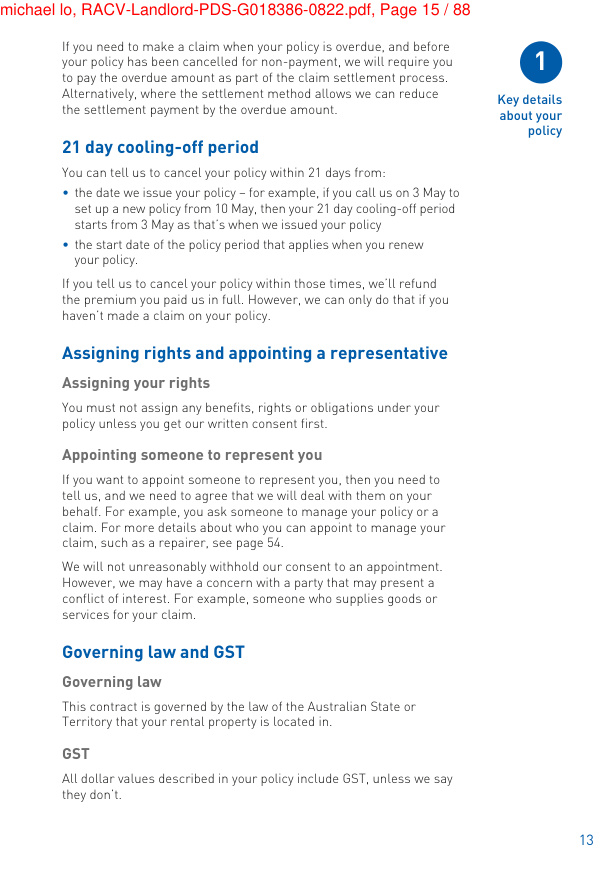 michael lo, RACV-Landlord-PDS-G018386-0822.pdf, Page 15 / 88
If you need to make a claim when your policy is overdue, and before
your policy has been cancelled for non-payment, we will require you
to pay the overdue amount as part of the claim settlement process.
Alternatively, where the settlement method allows we can reduce
the settlement payment by the overdue amount.
1
Key details
about your
policy
21 day cooling-off period
You can tell us to cancel your policy within 21 days from:
• the date we issue your policy – for example, if you call us on 3 May to
set up a new policy from 10 May, then your 21 day cooling-off period
starts from 3 May as that's when we issued your policy
• the start date of the policy period that applies when you renew
your policy.
If you tell us to cancel your policy within those times, we'll refund
the premium you paid us in full. However, we can only do that if you
haven't made a claim on your policy.
Assigning rights and appointing a representative
Assigning your rights
You must not assign any benefits, rights or obligations under your
policy unless you get our written consent first.
Appointing someone to represent you
If you want to appoint someone to represent you, then you need to
tell us, and we need to agree that we will deal with them on your
behalf. For example, you ask someone to manage your policy or a
claim. For more details about who you can appoint to manage your
claim, such as a repairer, see page 54.
We will not unreasonably withhold our consent to an appointment.
However, we may have a concern with a party that may present a
conflict of interest. For example, someone who supplies goods or
services for your claim.
Governing law and GST
Governing law
This contract is governed by the law of the Australian State or
Territory that your rental property is located in.
GST
All dollar values described in your policy include GST, unless we say
they don't.
13